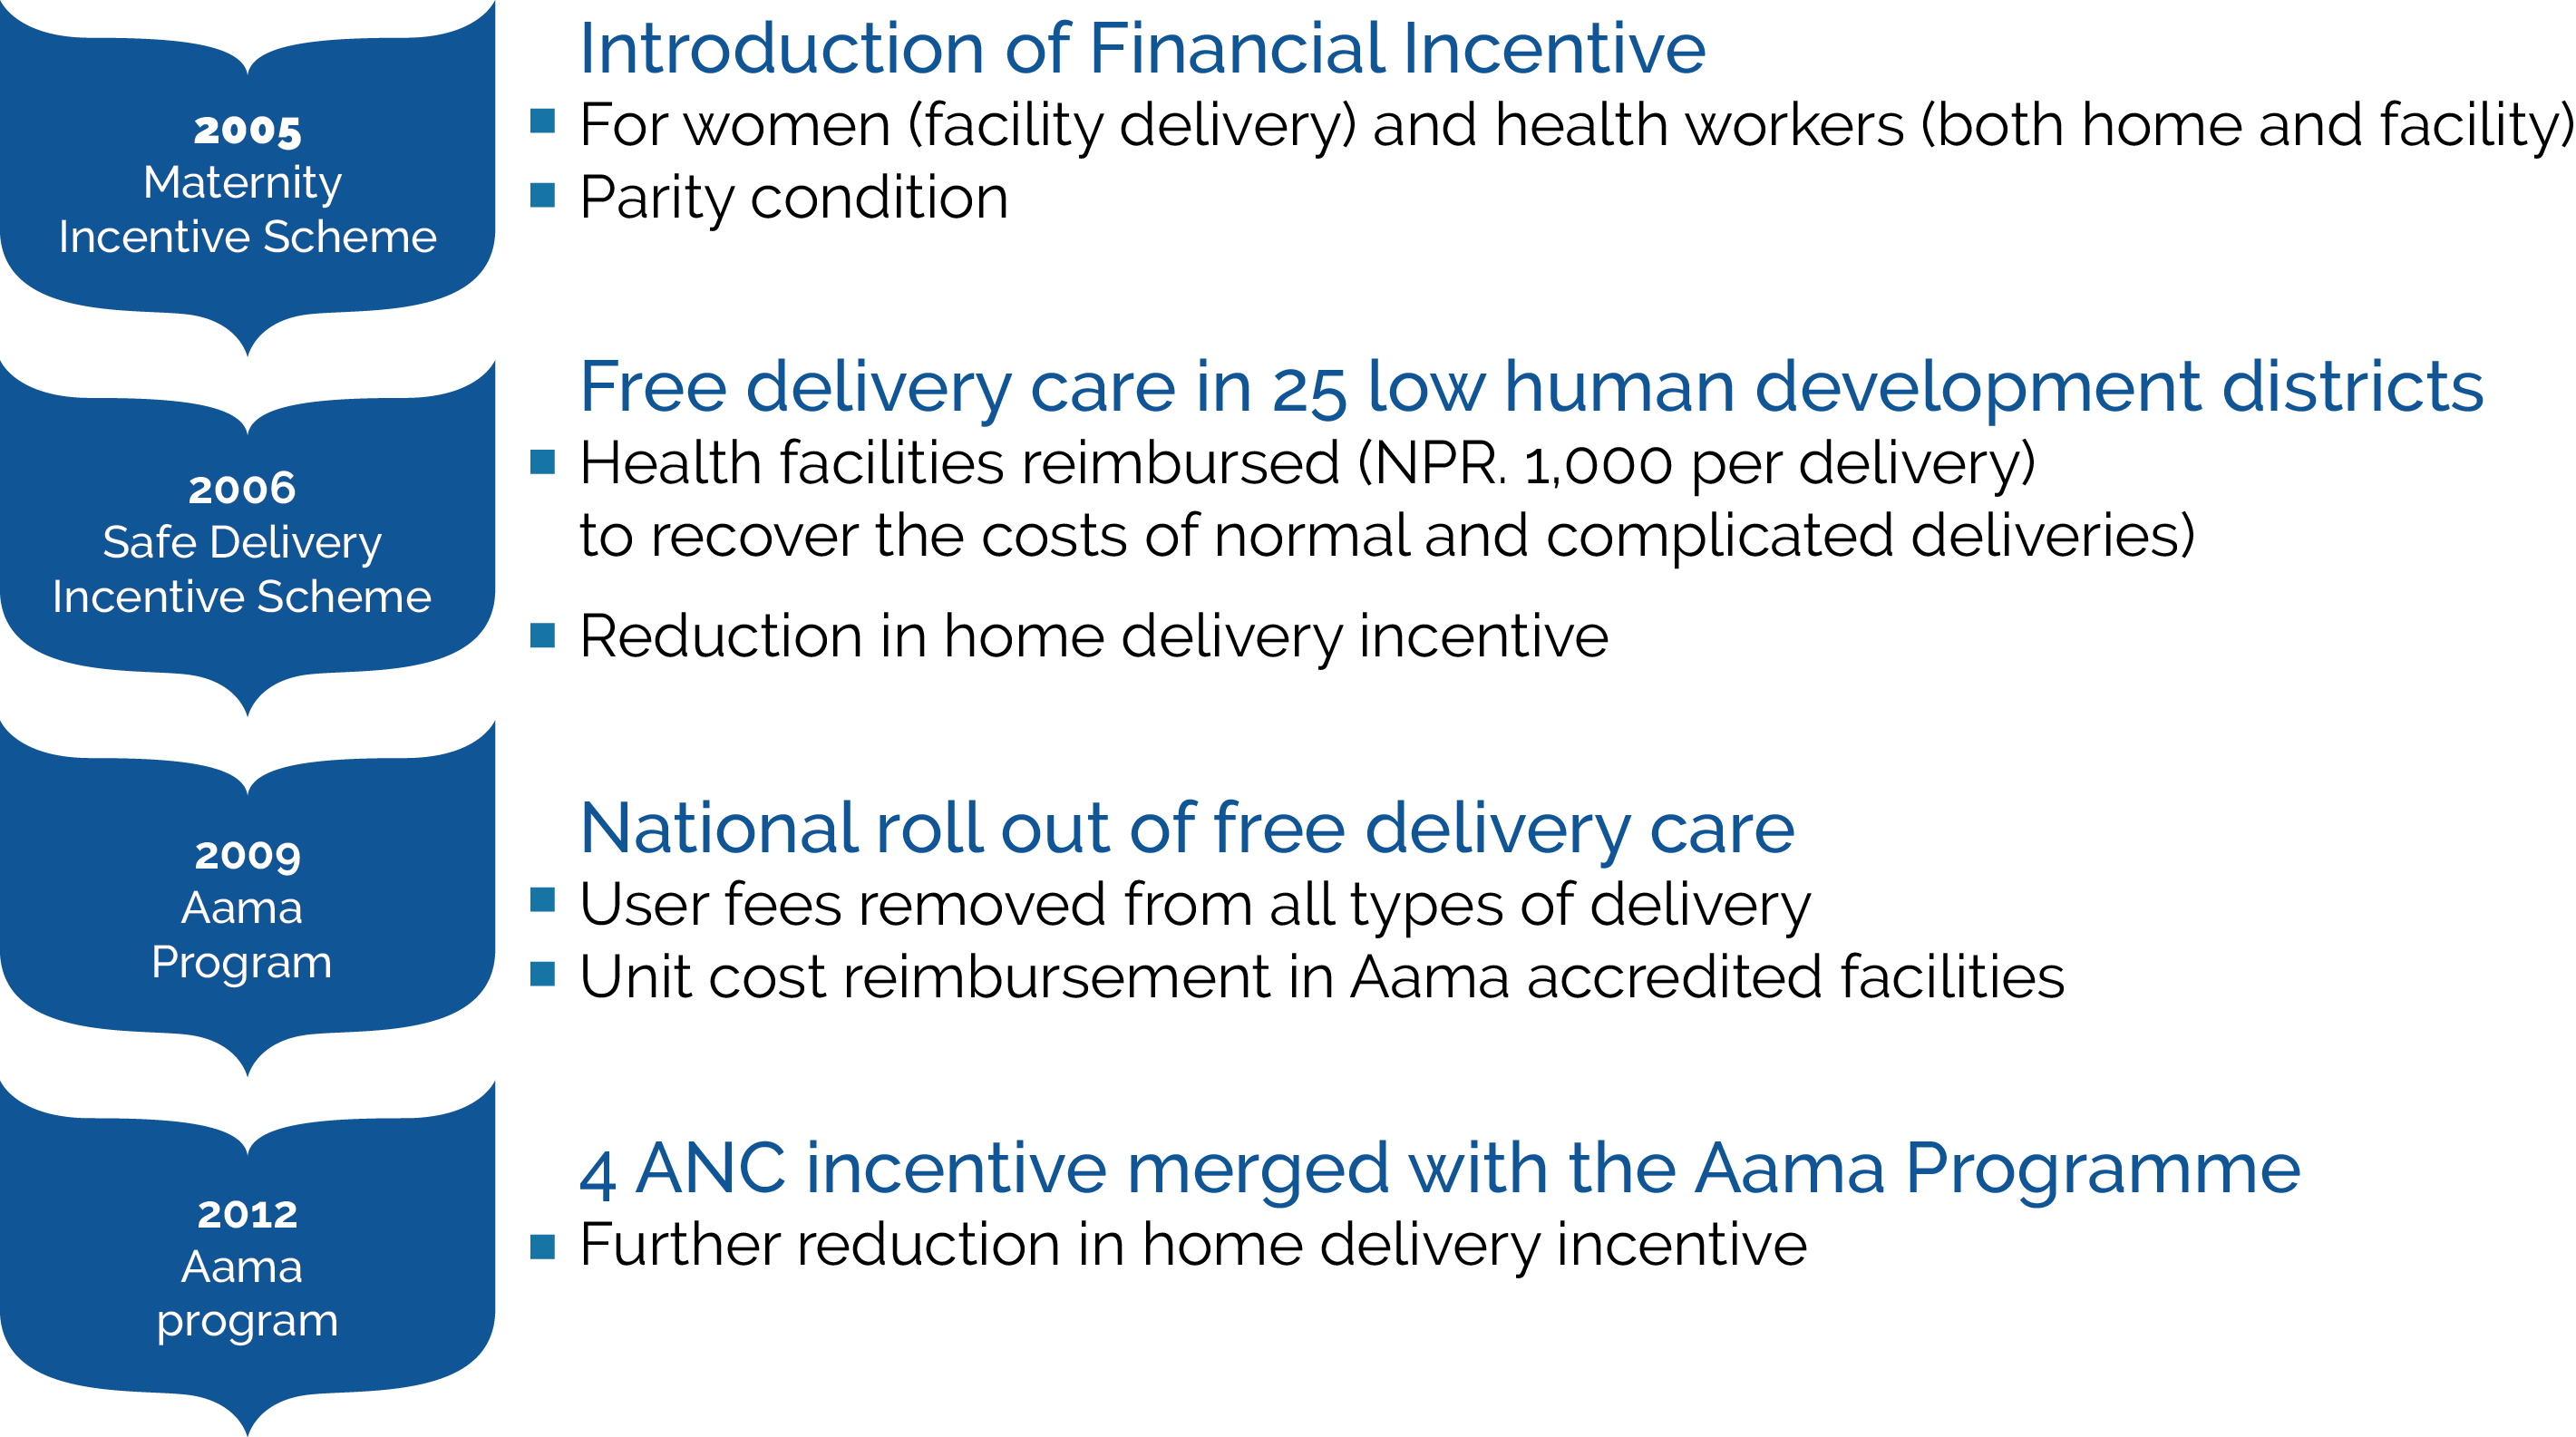 2005
Maternity
Incentive Scheme
Introduction of Financial Incentive
For women (facility delivery) and health workers (both home and facility)
Parity condition
2006
Safe Delivery
Incentive Scheme
Free delivery care in 25 low human development districts
Health facilities reimbursed (NPR. 1,000 per delivery)
to recover the costs of normal and complicated deliveries)
Reduction in home delivery incentive
2009
Aama
Program
National roll out of free delivery care
User fees removed from all types of delivery
Unit cost reimbursement in Aama accredited facilities
2012
Aama
program
4 ANC incentive merged with the Aama Programme
Further reduction in home delivery incentive